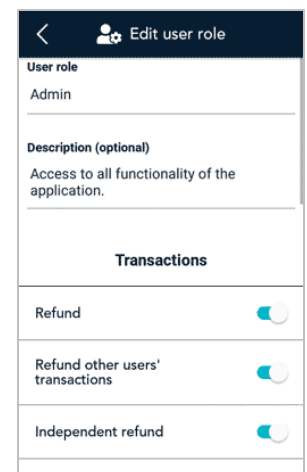 Edit user role
User role
Admin
Description (optional)
Access to all functionality of the
application.
Transactions
Refund
Refund other users'
transactions
Independent refund